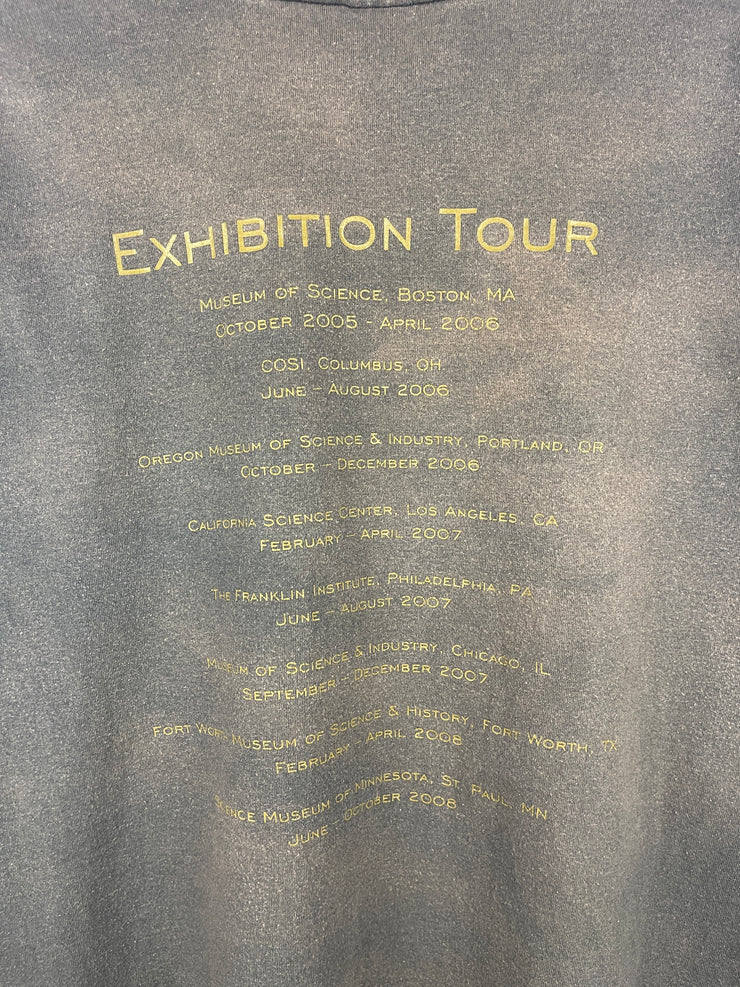 EXHIBITION TOUR
MUSEUM OF SCIENCE, BOSTON, MA
OCTOBER 2005 - APRIL 2006
COSI, COLUMBUS, OH
JUNE - AUGUST 2006
OREGON MUSEUM OF SCIENCE & INDUSTRY, PORTLAND, OR
OCTOBER - DECEMBER 2006
CALIFORNIA SCIENCE CENTER, LOS ANGELES, CA
FEBRUARY - APRIL 2007
THE FRANKLIN INSTITUTE, PHILADELPHIA, PA
JUNE - AUGUST 2007
MUSEUM OF SCIENCE & INDUSTRY, CHICAGO, IL
SEPTEMBER - DECEMBER 2007
FORT WORTH MUSEUM OF SCIENCE & HISTORY, FORT WORTH, TX
FEBRUARY - APRIL 2008
SCIENCE MUSEUM OF MINNESOTA, ST. PAUL, MN
JUNE - OCTOBER 2008